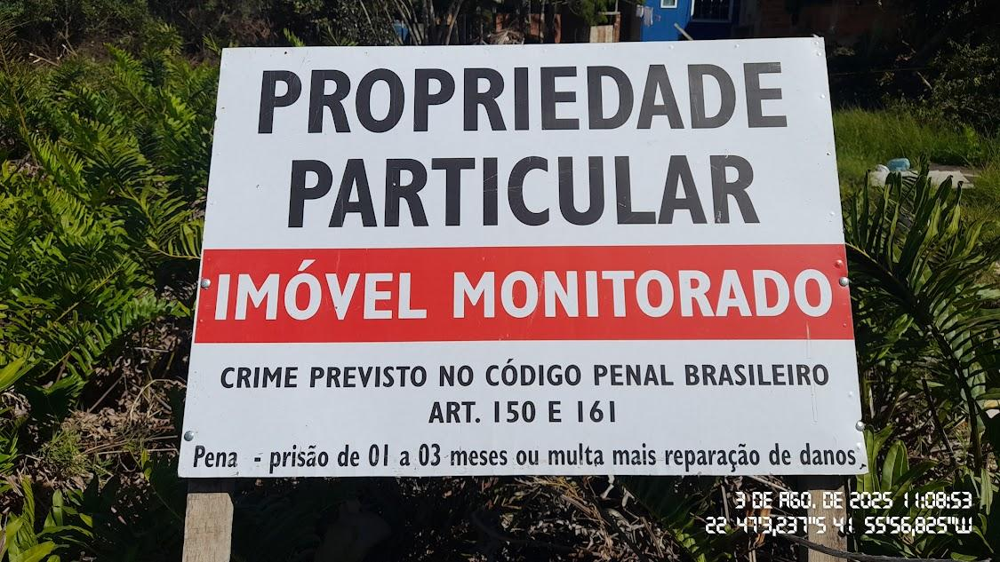 PROPRIEDADE
PARTICULAR
IMÓVEL MONITORADO
CRIME PREVISTO NO CÓDIGO PENAL BRASILEIRO
ART. 150 E 161
Pena - prisão de 01 a 03 meses ou multa mais reparação de danos
3 DE AGO. DE 2025 11:08:53
22 47'3,237"S 41 55'56,825"W